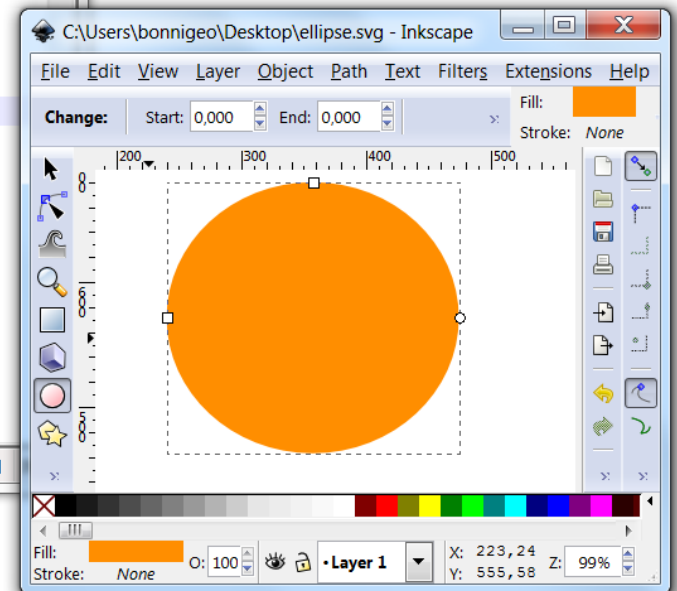 C:\Users\bonnigeo\Desktop\ellipse.svg - Inkscape
File Edit View Layer Object Path Text Filters Extensions Help
Change: Start: 0,000 End: 0,000
Fill:
Stroke: None
200 300 400 500
Fill:
Stroke: None
O: 100
•Layer 1
X: 223,24
Y: 555,58
Z: 99%